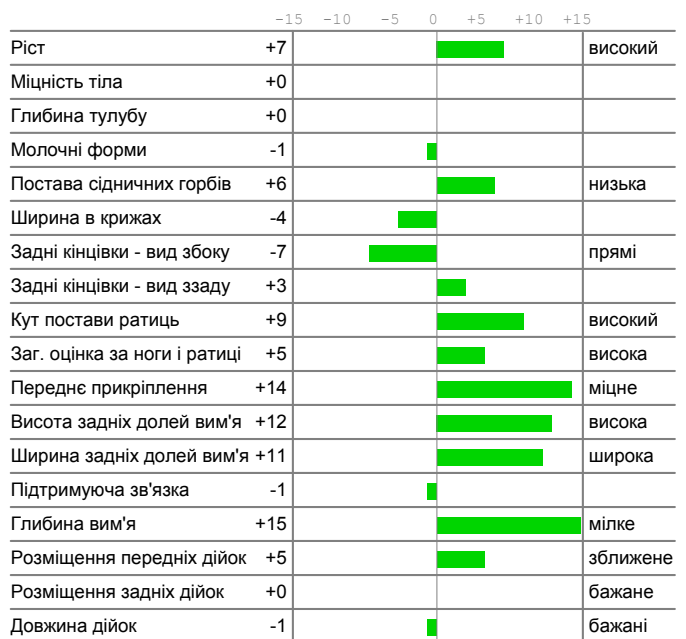 -15 -10 -5 0 +5 +10 +15
Ріст +7 високий
Міцність тіла +0
Глибина тулубу +0
Молочні форми -1
Постава сідничних горбів +6 низька
Ширина в крижах -4
Задні кінцівки - вид збоку -7 прямі
Задні кінцівки - вид ззаду +3
Кут постави ратиць +9 високий
Заг. оцінка за ноги і ратиці +5 висока
Переднє прикріплення +14 міцне
Висота задніх долей вим'я +12 висока
Ширина задніх долей вим'я +11 широка
Підтримуюча зв'язка -1
Глибина вим'я +15 мілке
Розміщення передніх дійок +5 зближене
Розміщення задніх дійок +0 бажане
Довжина дійок -1 бажані